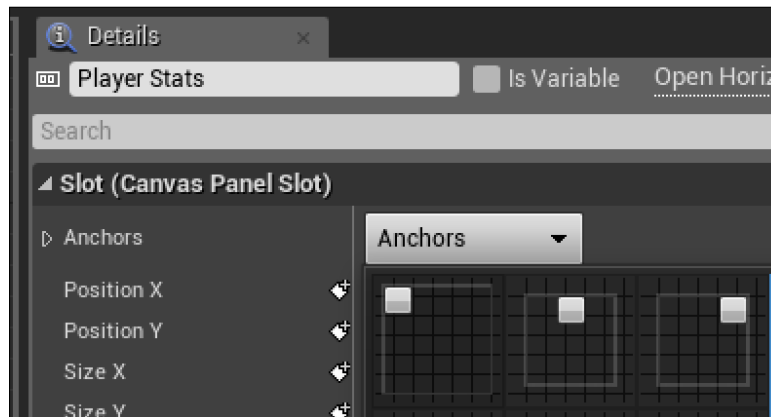 Details
Player Stats Is Variable Open Horiz
Search
Slot (Canvas Panel Slot)
Anchors Anchors
Position X
Position Y
Size X
Size Y